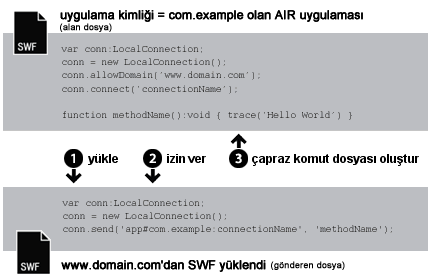 uygulama kimliği = com.example olan AIR uygulaması
(alan dosya)
SWF
var conn:LocalConnection;
conn = new LocalConnection();
conn.allowDomain('www.domain.com');
conn.connect('connectionName');
function methodName():void { trace('Hello World') }
1 yükle 2 izin ver 3 çapraz komut dosyası oluştur
var conn:LocalConnection;
conn = new LocalConnection();
conn.send('app#com.example:connectionName', 'methodName');
SWF
www.domain.com'dan SWF yüklendi (gönderen dosya)